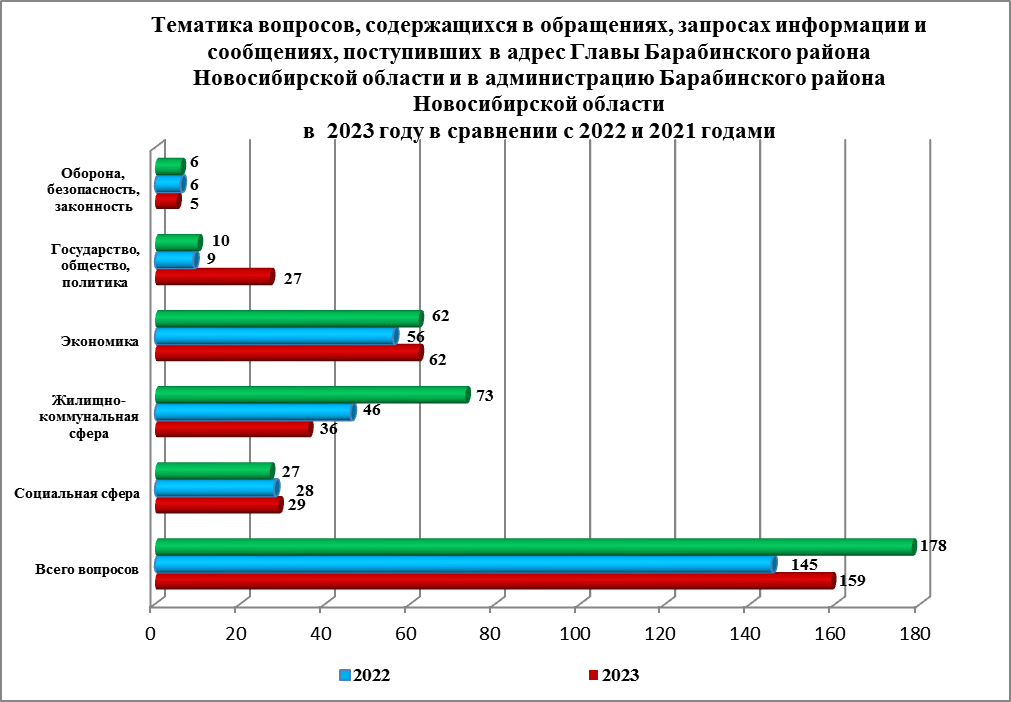 Тематика вопросов, содержащихся в обращениях, запросах информации и
сообщениях, поступивших в адрес Главы Барабинского района
Новосибирской области и в администрацию Барабинского района
Новосибирской области
в 2023 году в сравнении с 2022 и 2021 годами
Оборона,
безопасность,
законность
6
6
5
Государство,
общество,
политика
10
9
27
Экономика
62
56
62
Жилищно-
коммунальная
сфера
73
46
36
Социальная сфера
27
28
29
Всего вопросов
178
145
159
0 20 40 60 80 100 120 140 160 180
2022 2023